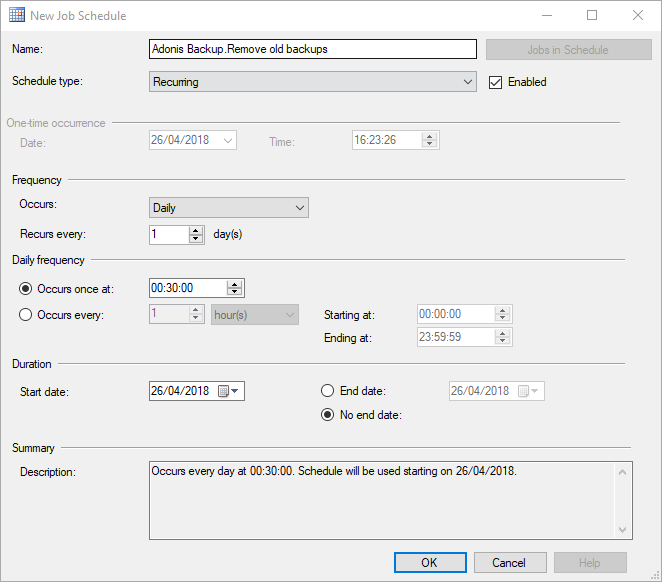 New Job Schedule
Name: Adonis Backup.Remove old backups Jobs in Schedule
Schedule type: Recurring Enabled
One-time occurrence
Date: 26/04/2018 Time: 16:23:26
Frequency
Occurs: Daily
Recurs every: 1 day(s)
Daily frequency
Occurs once at: 00:30:00
Occurs every: 1 hour(s) Starting at: 00:00:00
Ending at: 23:59:59
Duration
Start date: 26/04/2018 End date: 26/04/2018
No end date:
Summary
Description: Occurs every day at 00:30:00. Schedule will be used starting on 26/04/2018.
OK Cancel Help